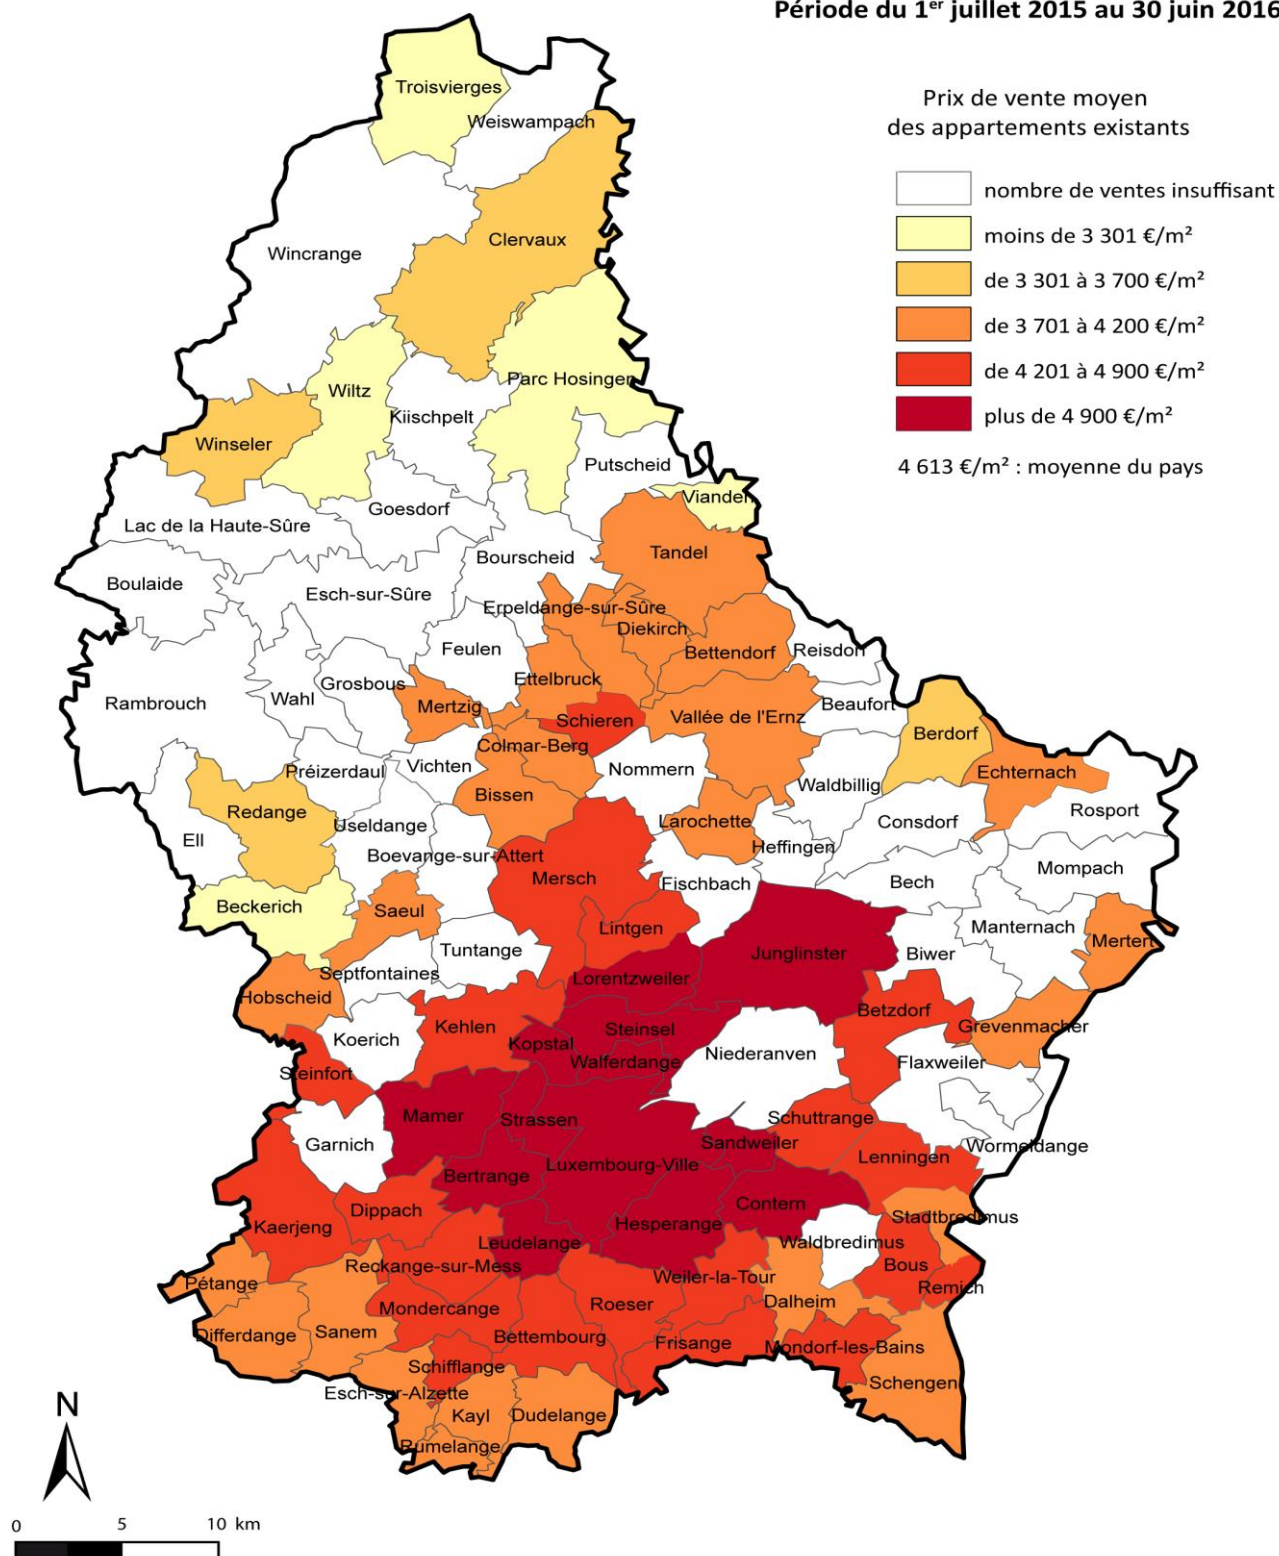 Période du 1er juillet 2015 au 30 juin 2016
Prix de vente moyen
des appartements existants
nombre de ventes insuffisant
moins de 3 301 €/m²
de 3 301 à 3 700 €/m²
de 3 701 à 4 200 €/m²
de 4 201 à 4 900 €/m²
plus de 4 900 €/m²
4 613 €/m² : moyenne du pays
Troisvierges
Weiswampach
Clervaux
Wincrange
Parc Hosingen
Wiltz
Kiischpelt
Winseler
Putscheid
Vianden
Goesdorf
Lac de la Haute-Sûre
Tandel
Bourscheid
Boulaide
Esch-sur-Sûre
Erpeldange-sur-Sûre
Diekirch
Feulen
Bettendorf
Reisdorf
Ettelbruck
Grosbous
Wahl
Rambrouch
Mertzig
Beaufort
Vallée de l'Ernz
Schieren
Berdorf
Colmar-Berg
Vichten
Nommern
Préizerdaul
Echternach
Waldbillig
Bissen
Rosport
Redange
Larochette
Consdorf
Useldange
Ell
Heffingen
Boevange-sur-Attert
Mompach
Mersch
Fischbach
Bech
Beckerich
Saeul
Lintgen
Manternach
Mertert
Tuntange
Junglinster
Biwer
Septfontaines
Lorentzweiler
Hobscheid
Betzdorf
Kehlen
Grevenmacher
Steinsel
Koerich
Kopstal
Niederanven
Walferdange
Flaxweiler
Steinfort
Mamer
Strassen
Schuttrange
Garnich
Sandweiler
Wormeldange
Lenningen
Luxembourg-Ville
Bertrange
Contern
Dippach
Stadtbredimus
Hesperange
Kaerjeng
Leudelange
Waldbredimus
Reckange-sur-Mess
Bous
Weiler-la-Tour
Pétange
Remich
Dalheim
Roeser
Mondercange
Sanem
Differdange
Bettembourg
Frisange
Mondorf-les-Bains
Schifflange
Schengen
Esch-sur-Alzette
Kayl
Dudelange
Rumelange
N
0 5 10 km